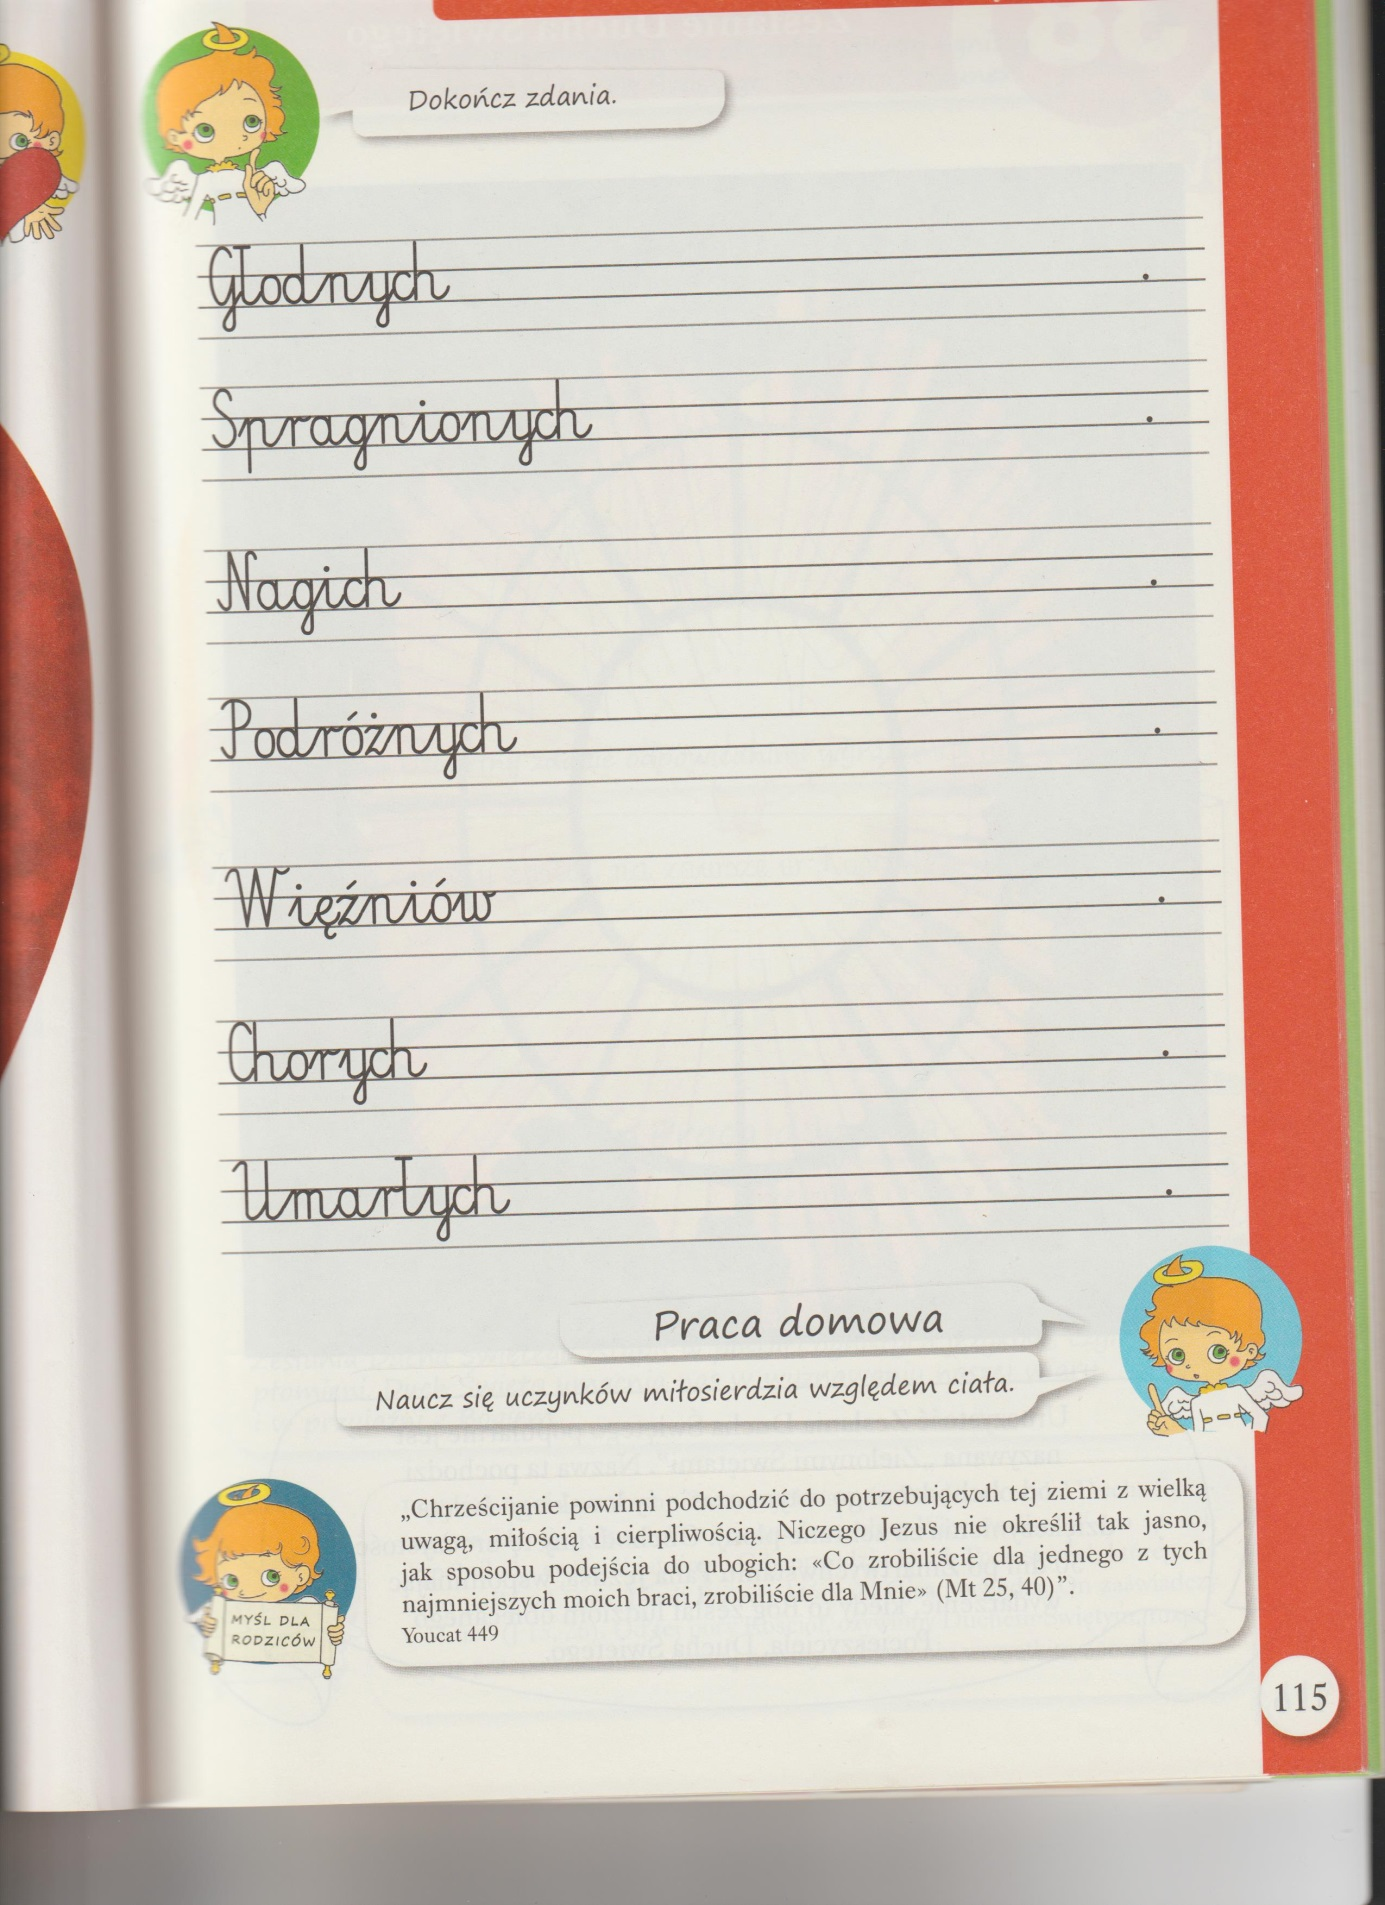 Dokończ zdania.
Głodnych .
Spragnionych .
Nagich .
Podróżnych .
Więźniów .
Chorych .
Umarłych .
Praca domowa
Naucz się uczynków miłosierdzia względem ciała.
„Chrześcijanie powinni podchodzić do potrzebujących tej ziemi z wielką
uwagą, miłością i cierpliwością. Niczego Jezus nie określił tak jasno,
jak sposobu podejścia do ubogich: «Co zrobiliście dla jednego z tych
najmniejszych moich braci, zrobiliście dla Mnie» (Mt 25, 40)”.
Youcat 449
MYŚL DLA
RODZICÓW
115